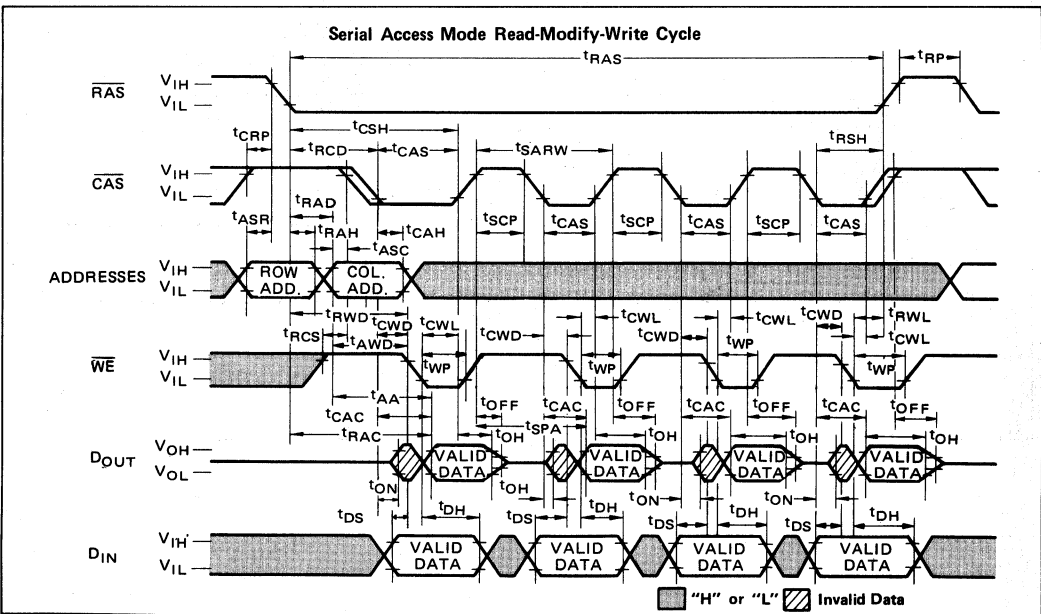 Serial Access Mode Read-Modify-Write Cycle
tRAS
tRP
RAS
VIH
VIL
tCRP
tCSH
tRCD
tCAS
tSARW
tRSH
CAS
VIH
VIL
tRAD
tASR
tRAH
tCAH
tASC
tSCP
tCAS
tSCP
tCAS
tSCP
tCAS
ADDRESSES
VIH
VIL
ROW ADD.
COL. ADD.
tRWD
tRCS
tCWD
tCWL
tAWD
tCWD
tCWL
tCWD
tCWL
tCWD
tRWL
tCWL
WE
VIH
VIL
tWP
tWP
tWP
tWP
tAA
tCAC
tRAC
tOFF
tSPA
tCAC
tOFF
tCAC
tOFF
tCAC
tOFF
tOH
tOH
tOH
tOH
DOUT
VOH
VOL
VALID DATA
VALID DATA
VALID DATA
VALID DATA
tON
tOH
tON
tON
tDS
tDH
tDS
tDH
tDS
tDH
tDS
tDH
DIN
VIH
VIL
VALID DATA
VALID DATA
VALID DATA
VALID DATA
"H" or "L"
Invalid Data